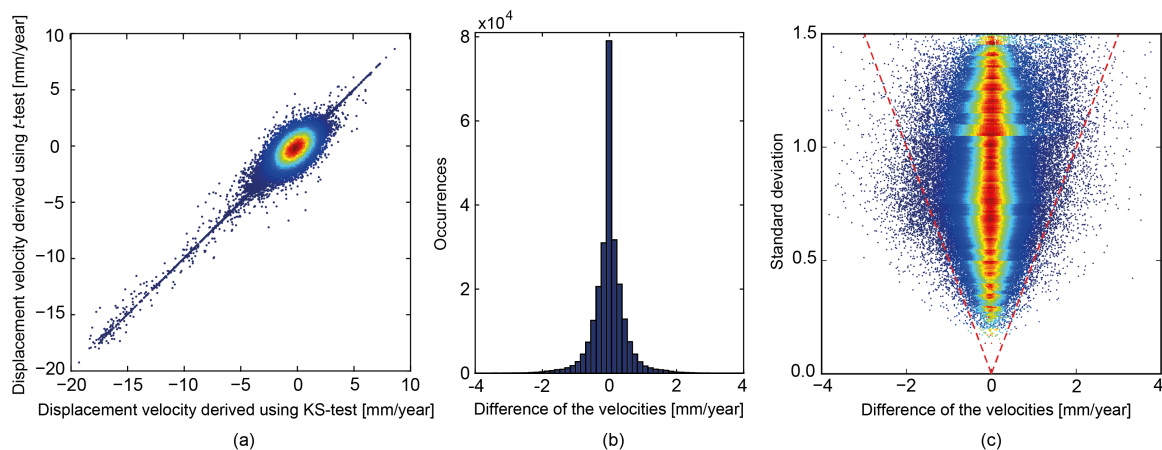 Displacement velocity derived using t-test [mm/year]
10
5
0
−5
−10
−15
−20
−20 −15 −10 −5 0 5 10
Displacement velocity derived using KS-test [mm/year]
(a)
×10⁴
8
6
4
2
0
Occurrences
−4 -2 0 2 4
Difference of the velocities [mm/year]
(b)
1.5
1.0
0.5
0.0
Standard deviation
−4 −2 0 2 4
Difference of the velocities [mm/year]
(c)